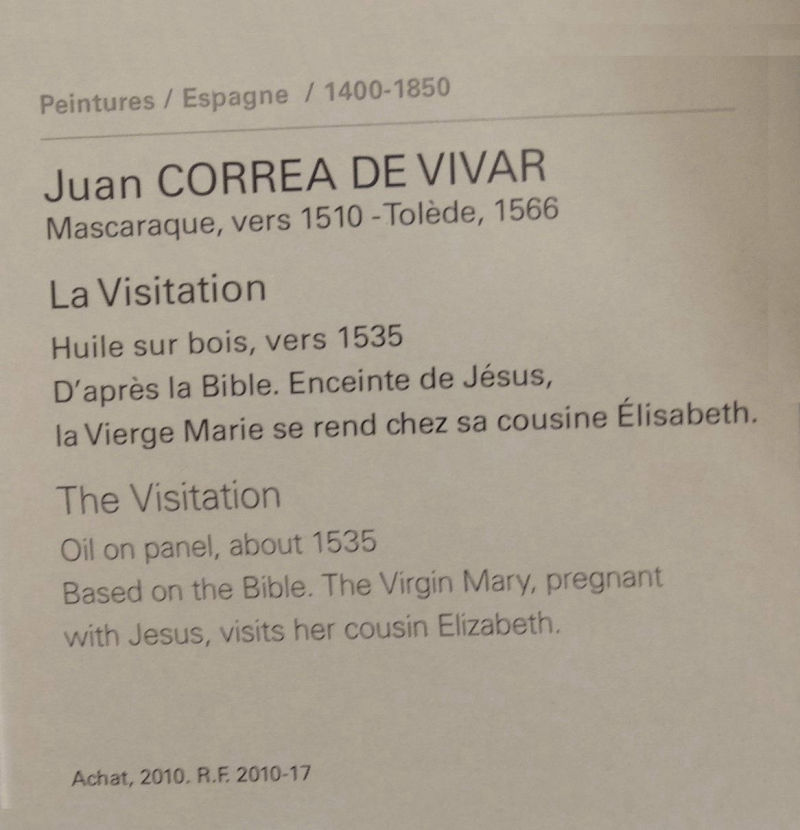 Peintures / Espagne / 1400-1850
Juan CORREA DE VIVAR
Mascaraque, vers 1510 - Tolède, 1566
La Visitation
Huile sur bois, vers 1535
D'après la Bible. Enceinte de Jésus,
la Vierge Marie se rend chez sa cousine Élisabeth.
The Visitation
Oil on panel, about 1535
Based on the Bible. The Virgin Mary, pregnant
with Jesus, visits her cousin Elizabeth.
Achat, 2010. R.F. 2010-17